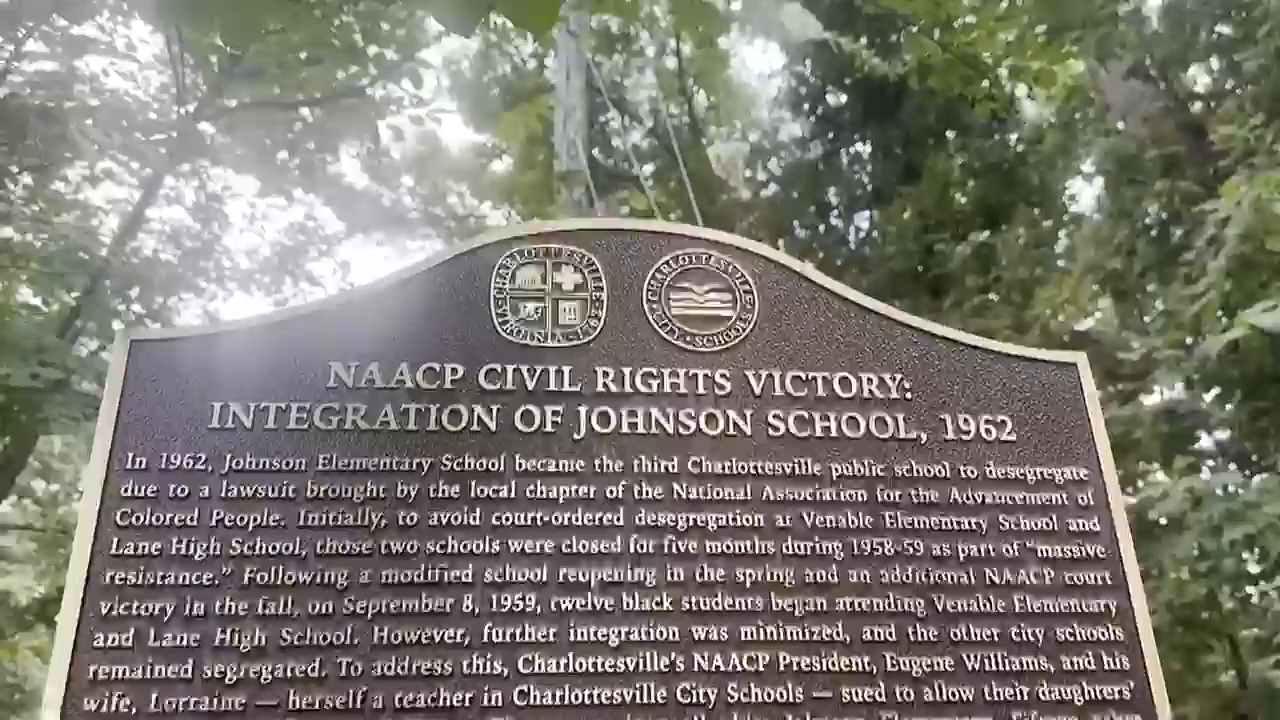 CHARLOTTESVILLE VIRGINIA
CHARLOTTESVILLE CITY SCHOOLS
NAACP CIVIL RIGHTS VICTORY:
INTEGRATION OF JOHNSON SCHOOL, 1962
In 1962, Johnson Elementary School became the third Charlottesville public school to desegregate
due to a lawsuit brought by the local chapter of the National Association for the Advancement of
Colored People. Initially, to avoid court-ordered desegregation at Venable Elementary School and
Lane High School, those two schools were closed for five months during 1958-59 as part of "massive
resistance." Following a modified school reopening in the spring and an additional NAACP court
victory in the fall, on September 8, 1959, twelve black students began attending Venable Elementary
and Lane High School. However, further integration was minimized, and the other city schools
remained segregated. To address this, Charlottesville's NAACP President, Eugene Williams, and his
wife, Lorraine — herself a teacher in Charlottesville City Schools — sued to allow their daughters'